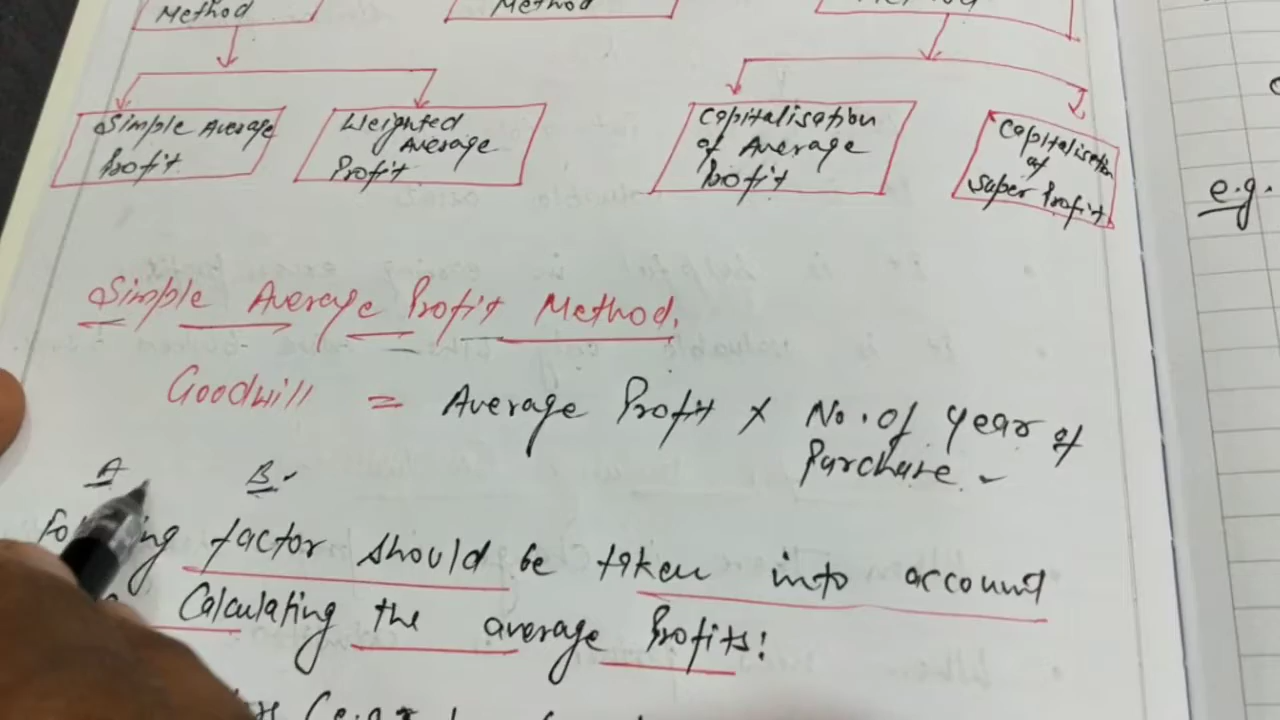 Method
Method
Method
Simple Average
Profit
Weighted
Average
Profit
Capitalisation
of Average
Profit
Capitalisation
of
Super Profit
e.g.
Simple Average Profit Method.
Goodwill = Average Profit × No. of Year of
Purchase.
A B.
factor should be taken into account
Calculating the average Profits!